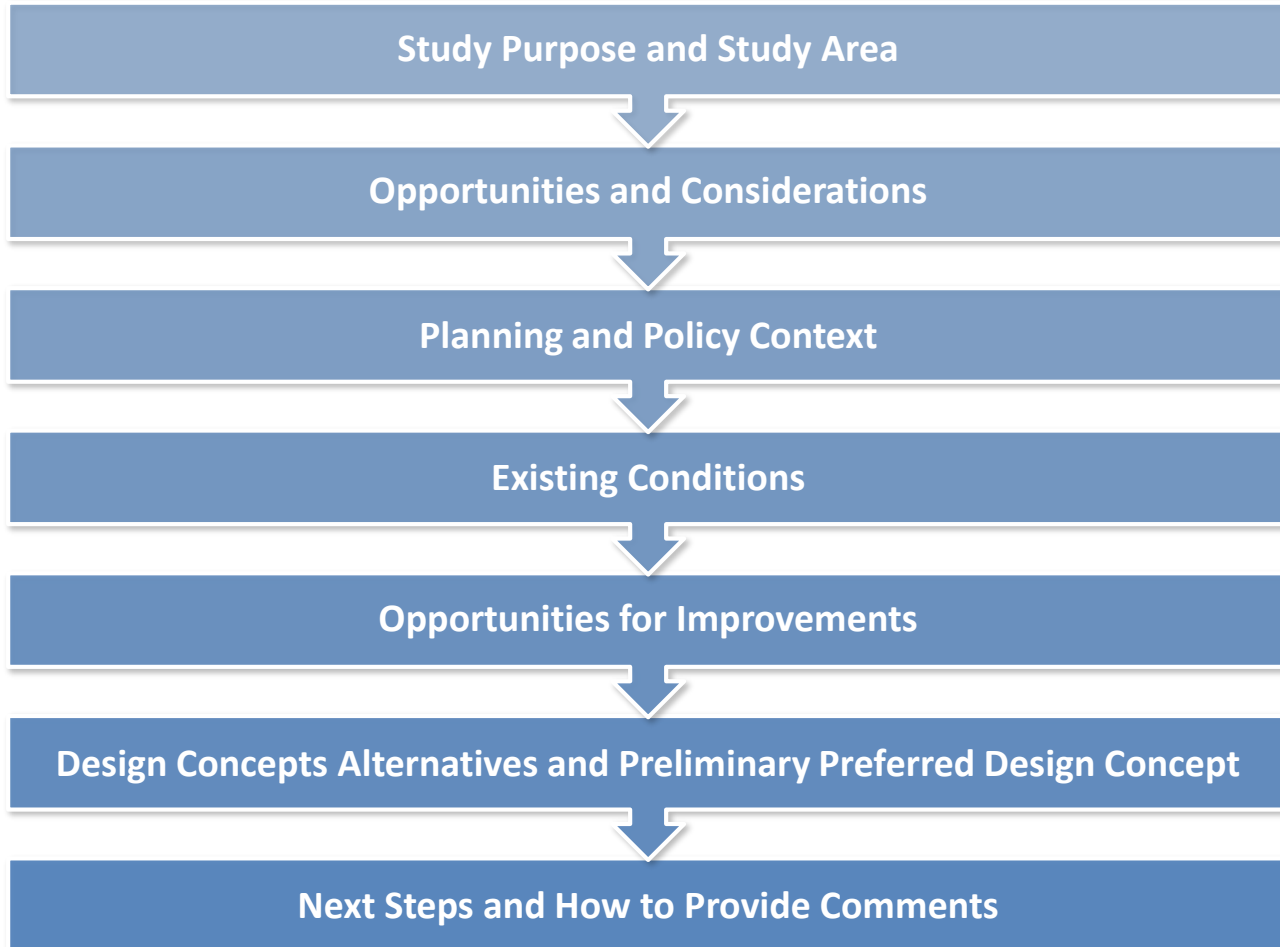 Study Purpose and Study Area
Opportunities and Considerations
Planning and Policy Context
Existing Conditions
Opportunities for Improvements
Design Concepts Alternatives and Preliminary Preferred Design Concept
Next Steps and How to Provide Comments